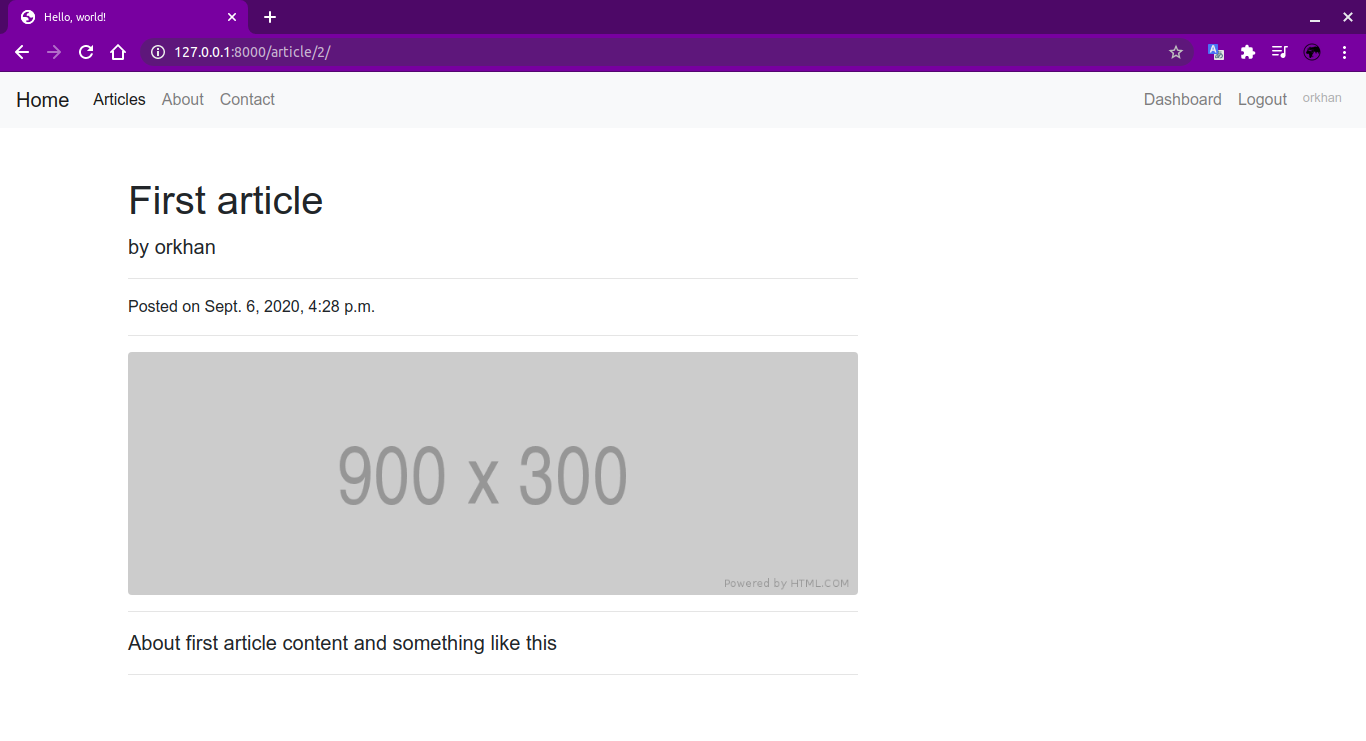 Hello, world!
127.0.0.1:8000/article/2/
Home Articles About Contact Dashboard Logout orkhan
First article
by orkhan
Posted on Sept. 6, 2020, 4:28 p.m.
900 x 300
Powered by HTML.COM
About first article content and something like this